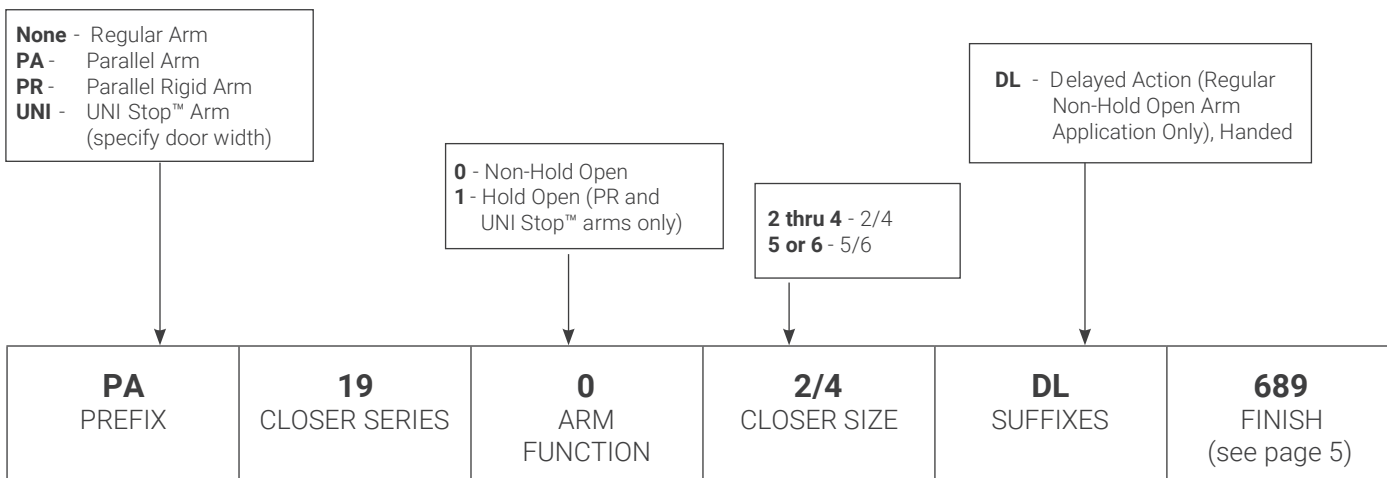 None - Regular Arm
PA - Parallel Arm
PR - Parallel Rigid Arm
UNI - UNI Stop™ Arm
(specify door width)
0 - Non-Hold Open
1 - Hold Open (PR and
UNI Stop™ arms only)
2 thru 4 - 2/4
5 or 6 - 5/6
DL - Delayed Action (Regular
Non-Hold Open Arm
Application Only), Handed
PA
PREFIX
19
CLOSER SERIES
0
ARM
FUNCTION
2/4
CLOSER SIZE
DL
SUFFIXES
689
FINISH
(see page 5)